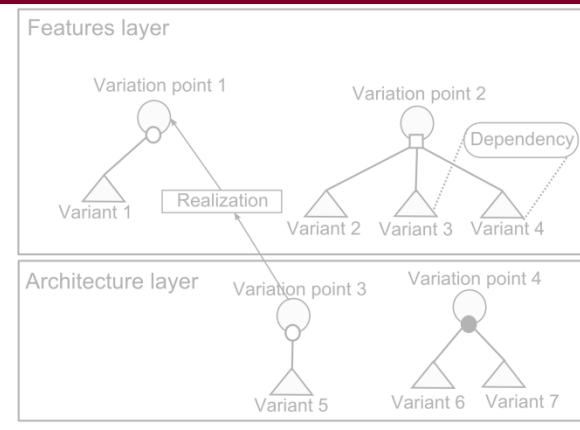 Features layer
Variation point 1
Variation point 2
Dependency
Realization
Variant 1
Variant 2
Variant 3
Variant 4
Architecture layer
Variation point 3
Variation point 4
Variant 5
Variant 6
Variant 7